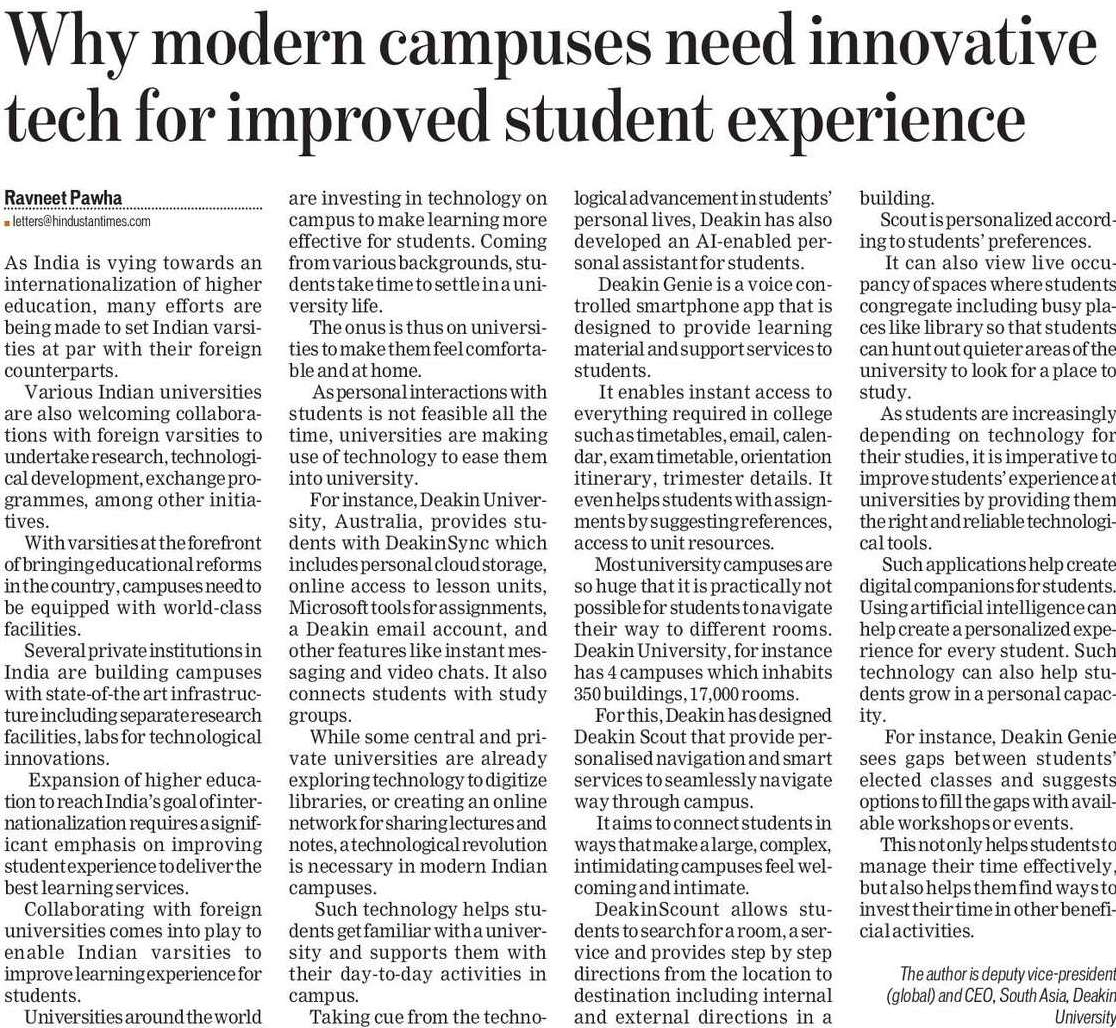 Why modern campuses need innovative
tech for improved student experience
Ravneet Pawha
letters@hindustantimes.com
As India is vying towards an
internationalization of higher
education, many efforts are
being made to set Indian varsi-
ties at par with their foreign
counterparts.
Various Indian universities
are also welcoming collabora-
tions with foreign varsities to
undertake research, technologi-
cal development, exchange pro-
grammes, among other initia-
tives.
With varsities at the forefront
of bringing educational reforms
in the country, campuses need to
be equipped with world-class
facilities.
Several private institutions in
India are building campuses
with state-of-the art infrastruc-
ture including separate research
facilities, labs for technological
innovations.
Expansion of higher educa-
tion to reach India's goal of inter-
nationalization requires a signif-
icant emphasis on improving
student experience to deliver the
best learning services.
Collaborating with foreign
universities comes into play to
enable Indian varsities to
improve learning experience for
students.
Universities around the world
are investing in technology on
campus to make learning more
effective for students. Coming
from various backgrounds, stu-
dents take time to settle in a uni-
versity life.
The onus is thus on universi-
ties to make them feel comforta-
ble and at home.
As personal interactions with
students is not feasible all the
time, universities are making
use of technology to ease them
into university.
For instance, Deakin Univer-
sity, Australia, provides stu-
dents with DeakinSync which
includes personal cloud storage,
online access to lesson units,
Microsoft tools for assignments,
a Deakin email account, and
other features like instant mes-
saging and video chats. It also
connects students with study
groups.
While some central and pri-
vate universities are already
exploring technology to digitize
libraries, or creating an online
network for sharing lectures and
notes, a technological revolution
is necessary in modern Indian
campuses.
Such technology helps stu-
dents get familiar with a univer-
sity and supports them with
their day-to-day activities in
campus.
Taking cue from the techno-
logical advancement in students'
personal lives, Deakin has also
developed an AI-enabled per-
sonal assistant for students.
Deakin Genie is a voice con-
trolled smartphone app that is
designed to provide learning
material and support services to
students.
It enables instant access to
everything required in college
such as timetables, email, calen-
dar, exam timetable, orientation
itinerary, trimester details. It
even helps students with assign-
ments by suggesting references,
access to unit resources.
Most university campuses are
so huge that it is practically not
possible for students to navigate
their way to different rooms.
Deakin University, for instance
has 4 campuses which inhabits
350 buildings, 17,000 rooms.
For this, Deakin has designed
Deakin Scout that provide per-
sonalised navigation and smart
services to seamlessly navigate
way through campus.
It aims to connect students in
ways that make a large, complex,
intimidating campuses feel wel-
coming and intimate.
DeakinScount allows stu-
dents to search for a room, a ser-
vice and provides step by step
directions from the location to
destination including internal
and external directions in a
building.
Scout is personalized accord-
ing to students' preferences.
It can also view live occu-
pancy of spaces where students
congregate including busy pla-
ces like library so that students
can hunt out quieter areas of the
university to look for a place to
study.
As students are increasingly
depending on technology for
their studies, it is imperative to
improve students' experience at
universities by providing them
the right and reliable technologi-
cal tools.
Such applications help create
digital companions for students.
Using artificial intelligence can
help create a personalized expe-
rience for every student. Such
technology can also help stu-
dents grow in a personal capac-
ity.
For instance, Deakin Genie
sees gaps between students'
elected classes and suggests
options to fill the gaps with avail-
able workshops or events.
This not only helps students to
manage their time effectively,
but also helps them find ways to
invest their time in other benefi-
cial activities.
The author is deputy vice-president
(global) and CEO, South Asia, Deakin
University